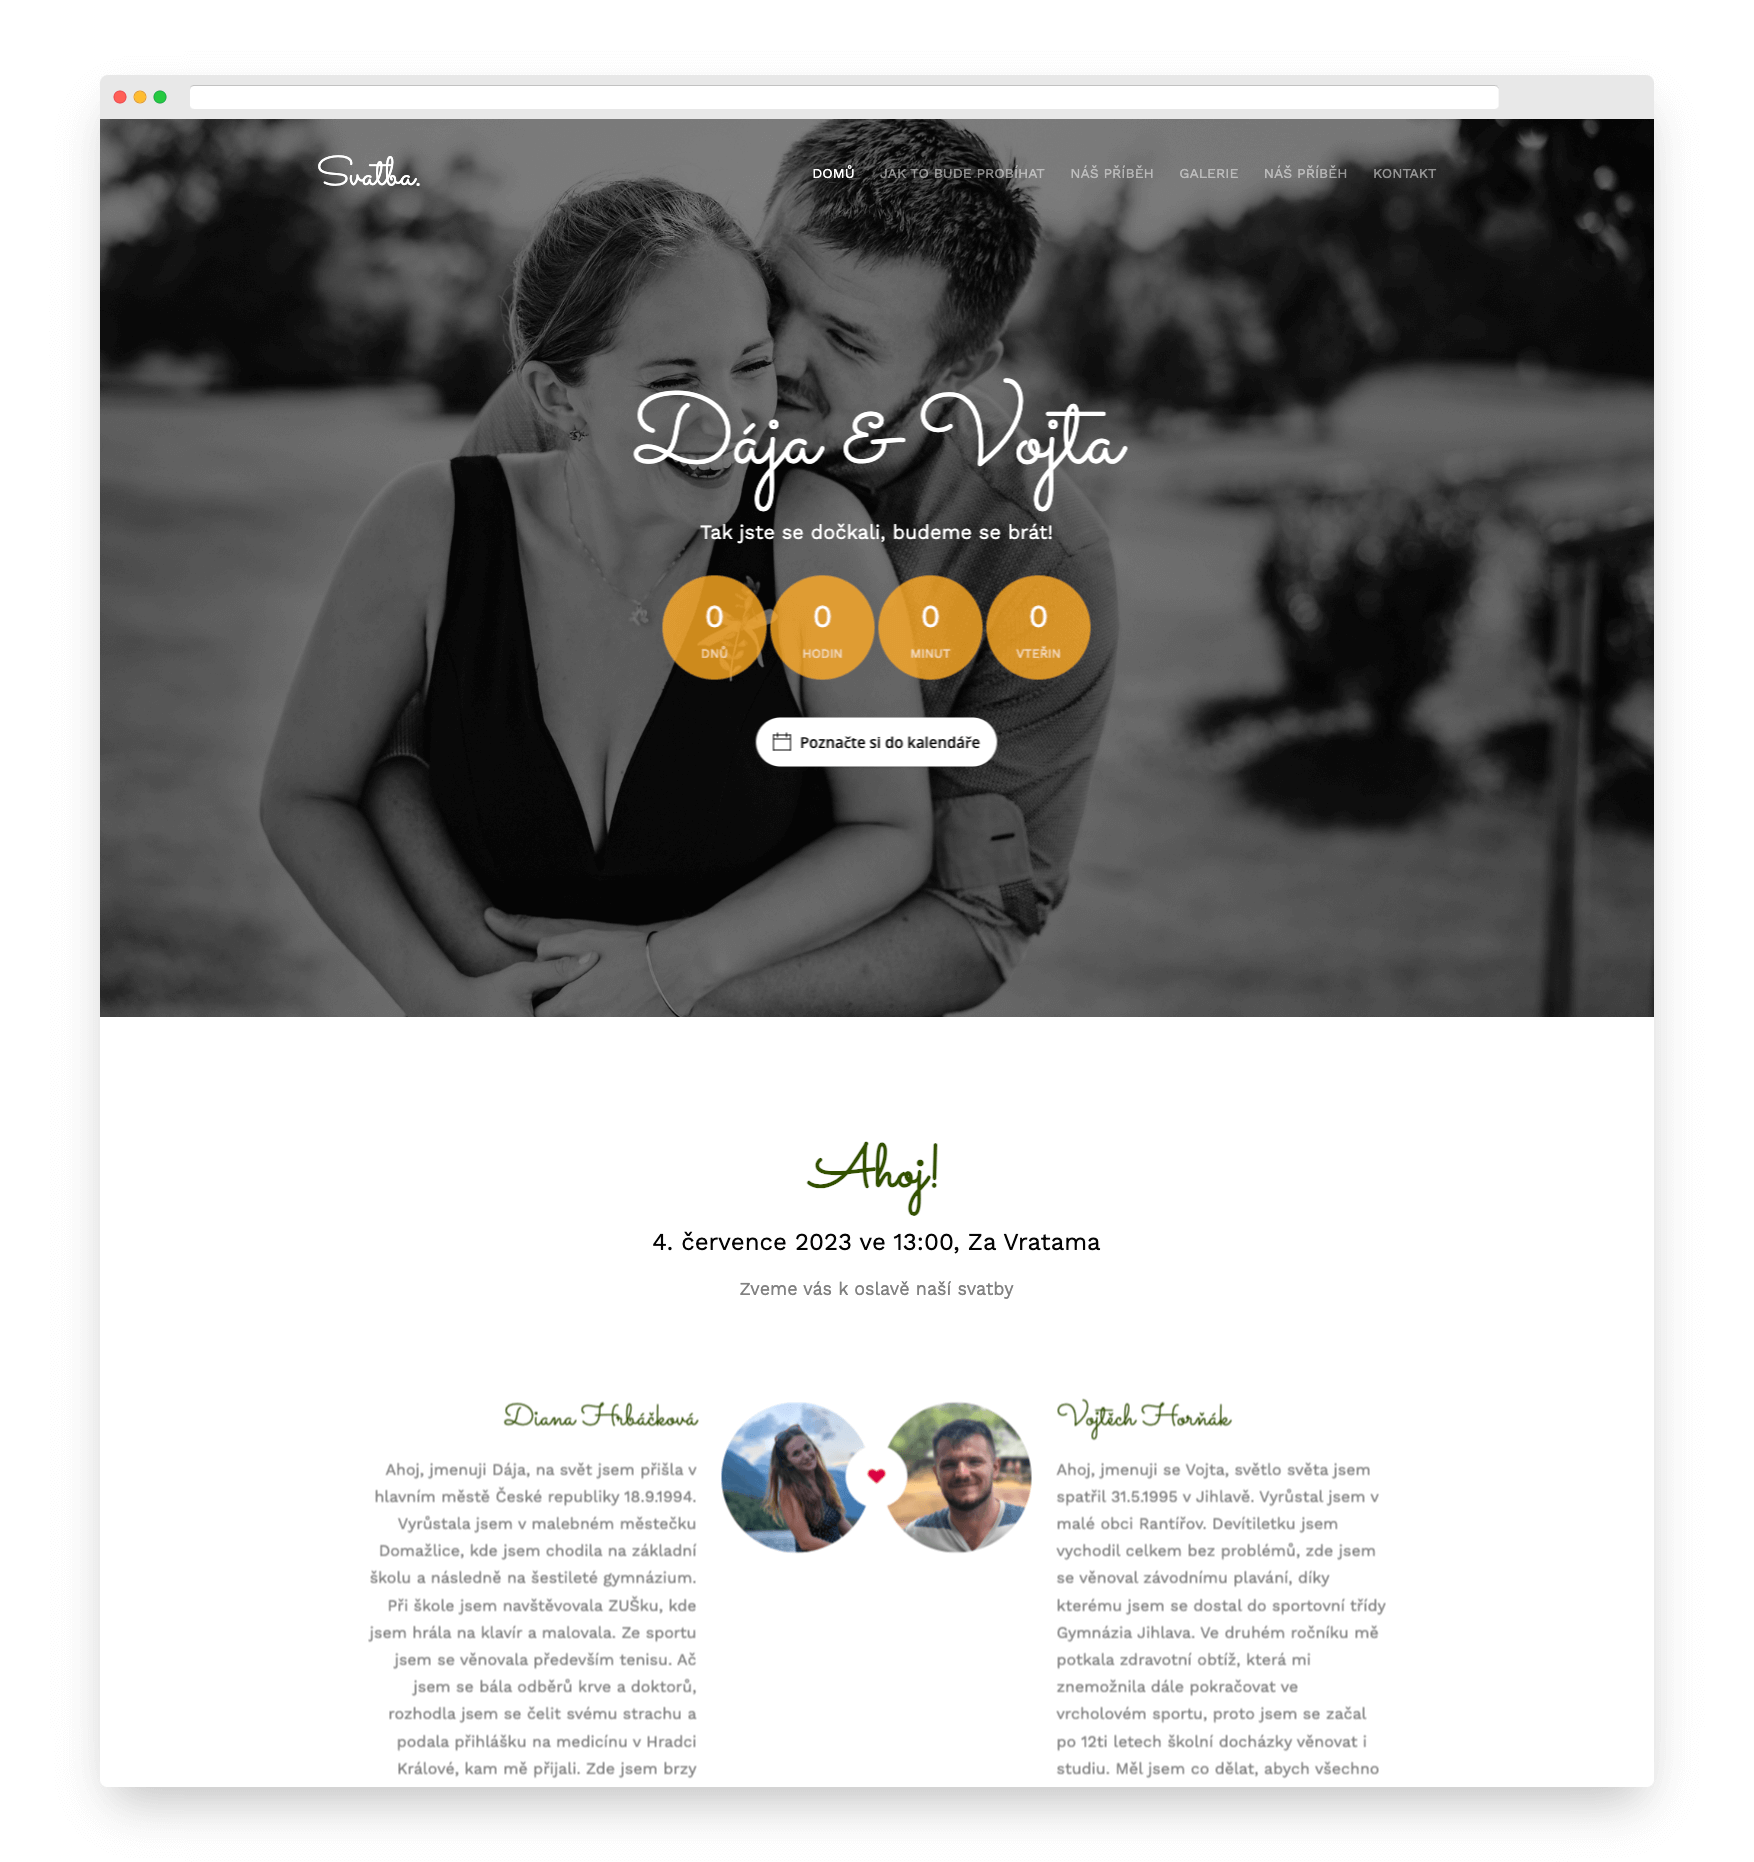 Svatba.
DOMŮ JAK TO BUDE PROBÍHAT NÁŠ PŘÍBĚH GALERIE NÁŠ PŘÍBĚH KONTAKT
Dája & Vojta
Tak jste se dočkali, budeme se brát!
0 0 0 0
DNŮ HODIN MINUT VTEŘIN
Poznačte si do kalendáře
Ahoj!
4. července 2023 ve 13:00, Za Vratama
Zveme vás k oslavě naší svatby
Diana Hrbáčková
Ahoj, jmenuji Dája, na svět jsem přišla v
hlavním městě České republiky 18.9.1994.
Vyrůstala jsem v malebném městečku
Domažlice, kde jsem chodila na základní
školu a následně na šestileté gymnázium.
Při škole jsem navštěvovala ZUŠku, kde
jsem hrála na klavír a malovala. Ze sportu
jsem se věnovala především tenisu. Ač
jsem se bála odběrů krve a doktorů,
rozhodla jsem se čelit svému strachu a
podala přihlášku na medicínu v Hradci
Králové, kam mě přijali. Zde jsem brzy
Vojtěch Horňák
Ahoj, jmenuji se Vojta, světlo světa jsem
spatřil 31.5.1995 v Jihlavě. Vyrůstal jsem v
malé obci Rantířov. Devítiletku jsem
vychodil celkem bez problémů, zde jsem
se věnoval závodnímu plavání, díky
kterému jsem se dostal do sportovní třídy
Gymnázia Jihlava. Ve druhém ročníku mě
potkala zdravotní obtíž, která mi
znemožnila dále pokračovat ve
vrcholovém sportu, proto jsem se začal
po 12ti letech školní docházky věnovat i
studiu. Měl jsem co dělat, abych všechno